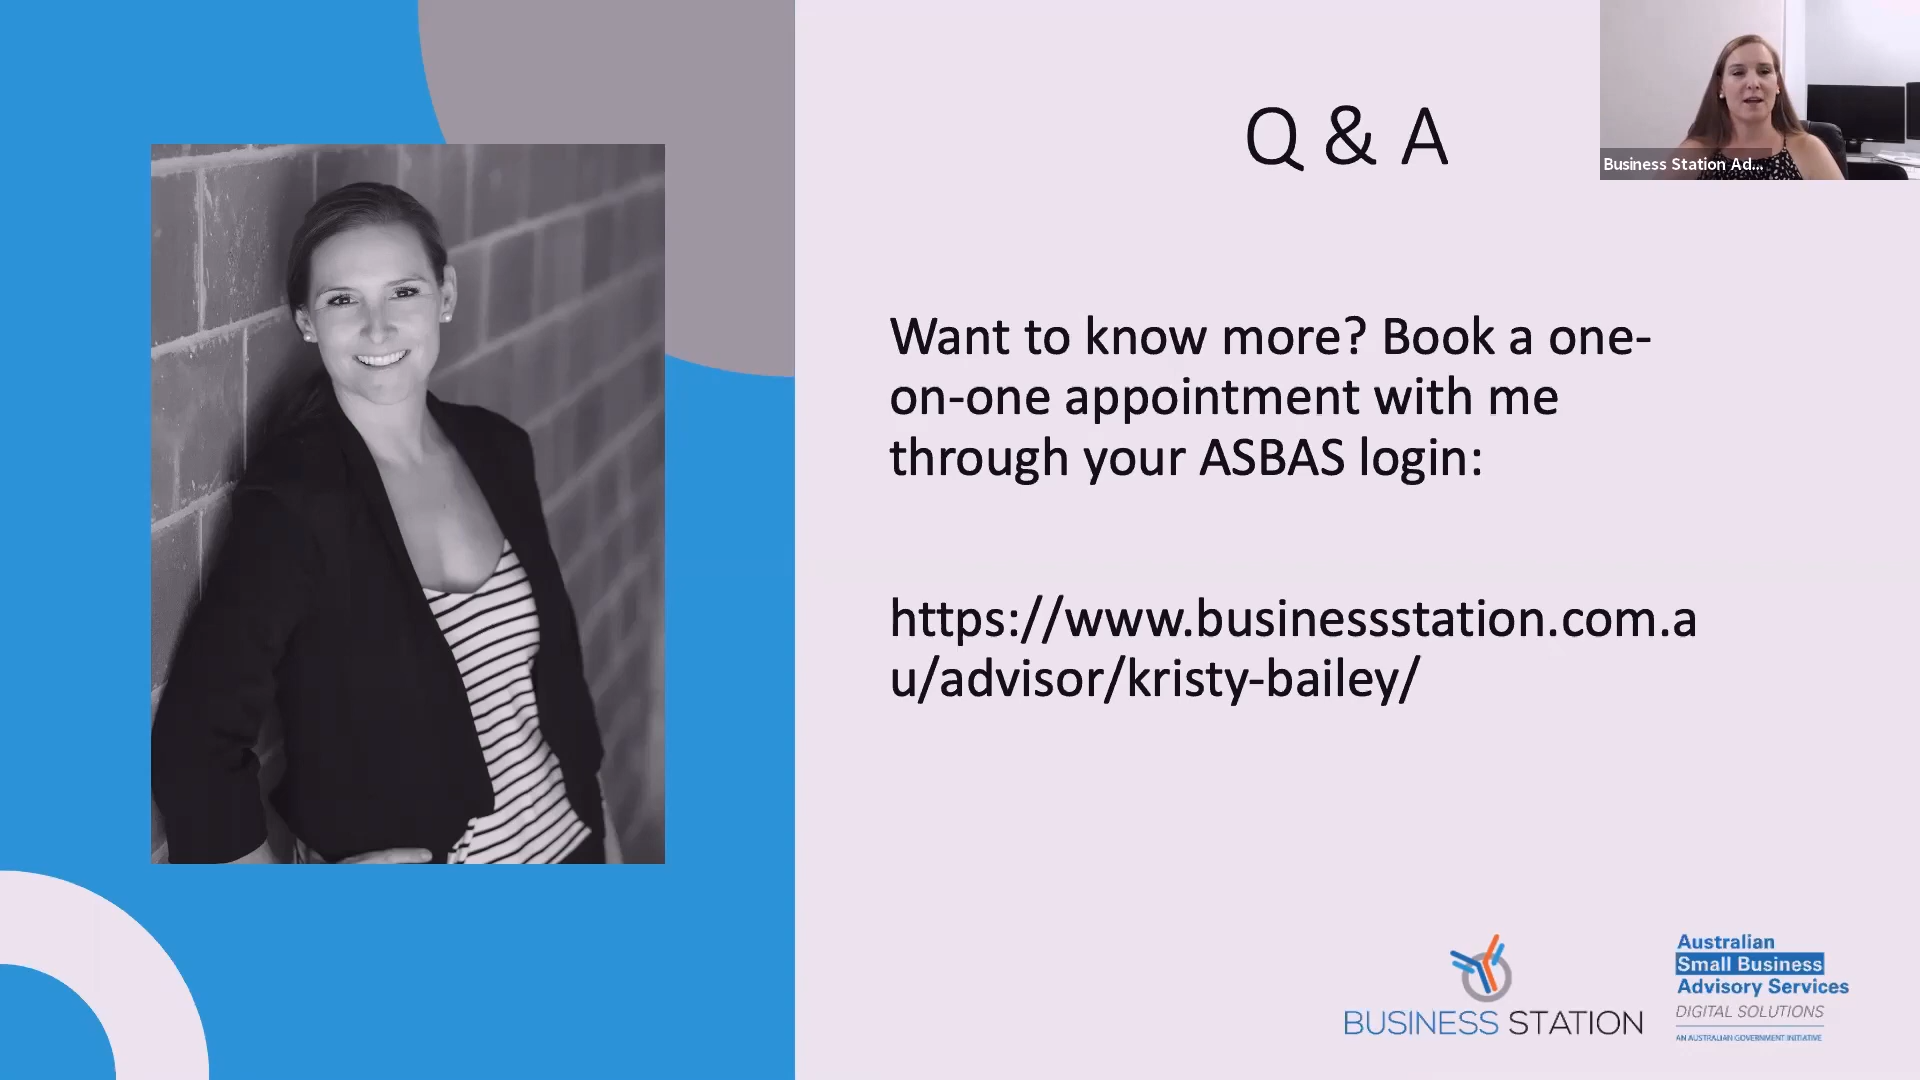 Q & A
Business Station Ad...
Want to know more? Book a one-
on-one appointment with me
through your ASBAS login:
https://www.businessstation.com.a
u/advisor/kristy-bailey/
BUSINESS STATION
Australian
Small Business
Advisory Services
DIGITAL SOLUTIONS
AN AUSTRALIAN GOVERNMENT INITIATIVE